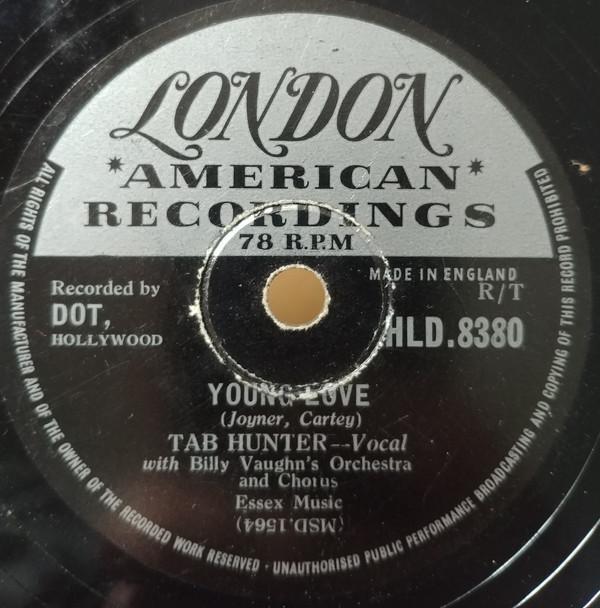 LONDON
*AMERICAN*
RECORDINGS
78 R.P.M
MADE IN ENGLAND
R/T
Recorded by
DOT,
HOLLYWOOD
HLD.8380
YOUNG LOVE
(Joyner, Cartey)
TAB HUNTER--Vocal
with Billy Vaughn's Orchestra
and Chorus
Essex Music
(MSD.1564)
ALL RIGHTS OF THE MANUFACTURER AND OF THE OWNER OF THE RECORDED WORK RESERVED · UNAUTHORISED PUBLIC PERFORMANCE BROADCASTING AND COPYING OF THIS RECORD PROHIBITED